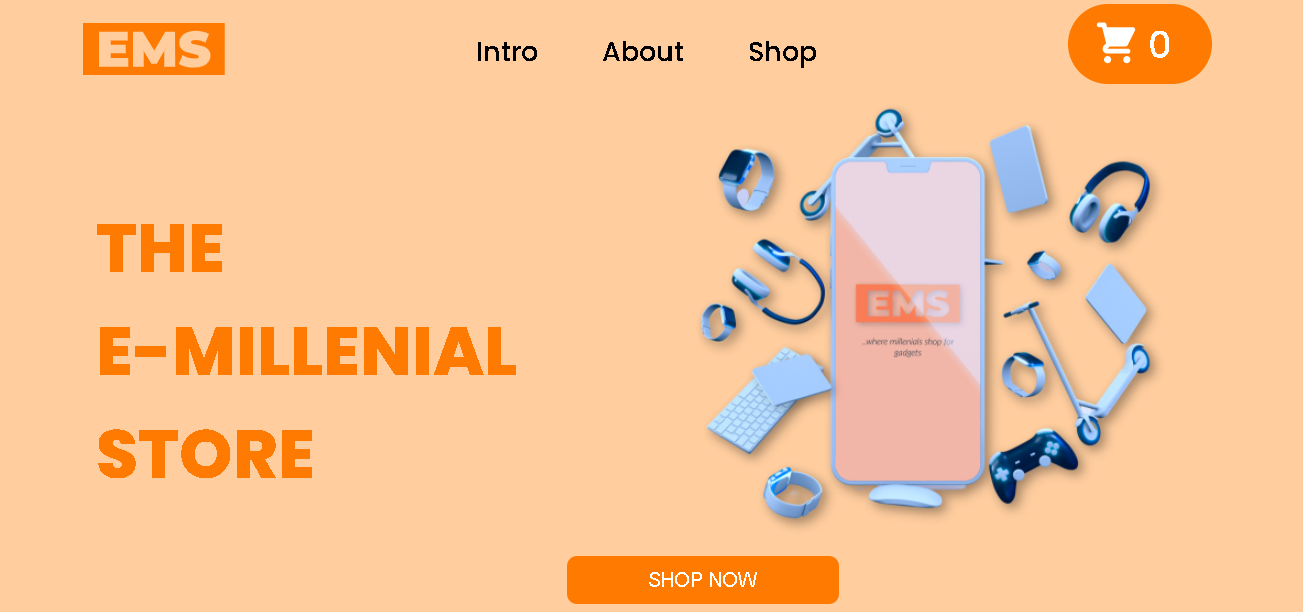 EMS
Intro
About
Shop
0
THE
E-MILLENIAL
STORE
EMS
..where millenials shop for
gadgets
SHOP NOW